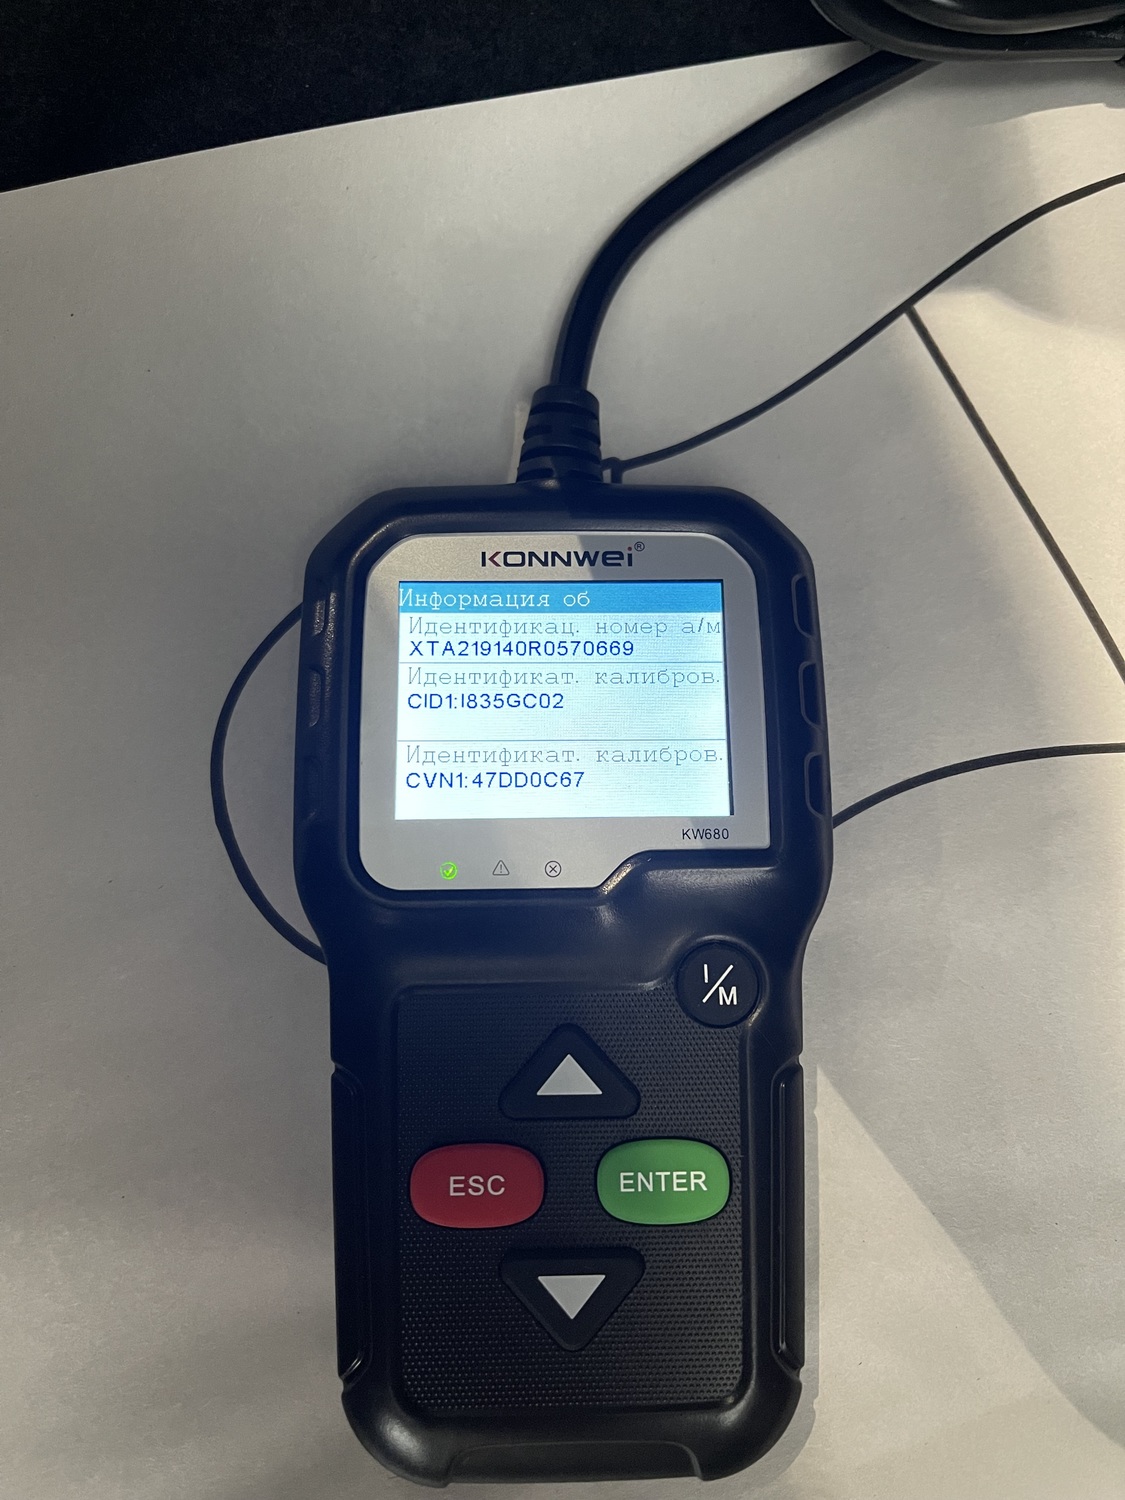 KONNWEI®
Информация об
Идентификац. номер а/м
XTA219140R0570669
Идентификат. калибров.
CID1:I835GC02
Идентификат. калибров.
CVN1:47DD0C67
KW680
I/M
ESC
ENTER